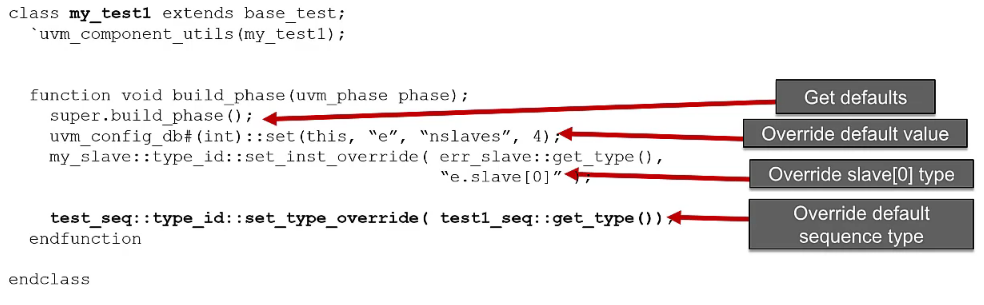 class my_test1 extends base_test;
`uvm_component_utils(my_test1);
function void build_phase(uvm_phase phase);
super.build_phase();
Get defaults
uvm_config_db#(int)::set(this, “e”, “nslaves”, 4);
Override default value
my_slave::type_id::set_inst_override( err_slave::get_type(),
“e.slave[0]” );
Override slave[0] type
test_seq::type_id::set_type_override( test1_seq::get_type());
Override default
sequence type
endfunction
endclass